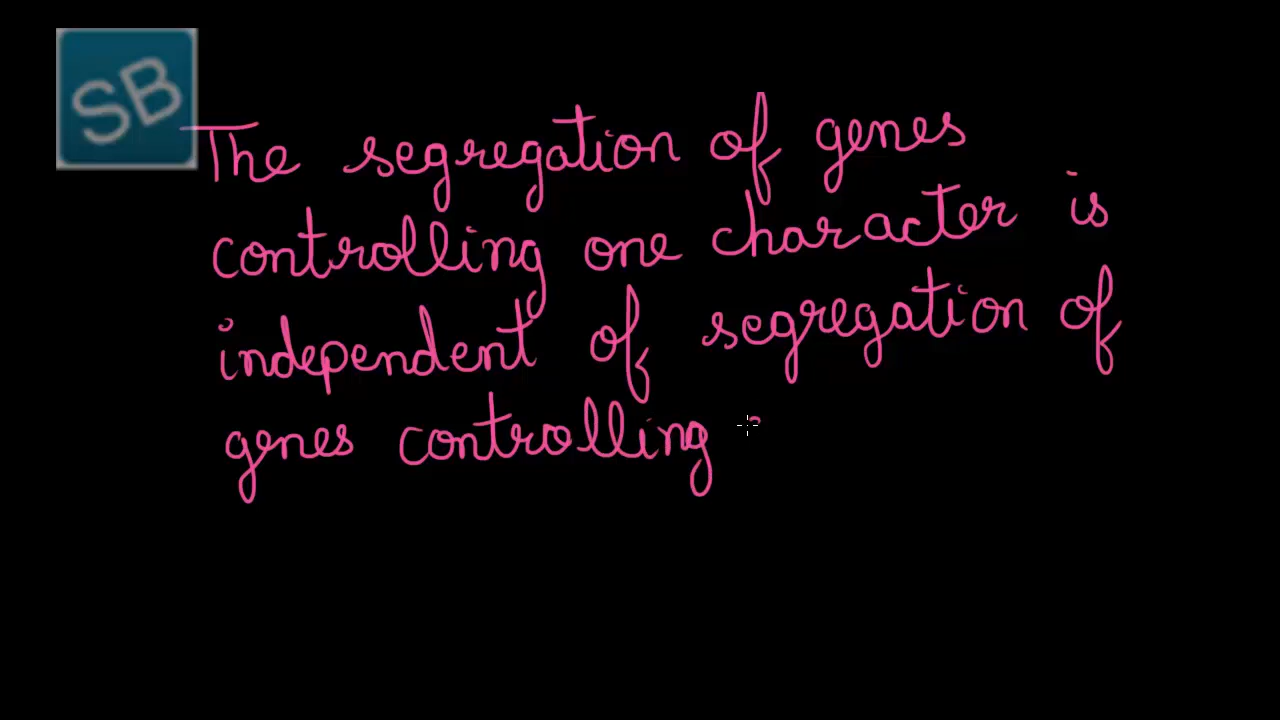 SB
The segregation of genes
controlling one character is
independent of segregation of
genes controlling